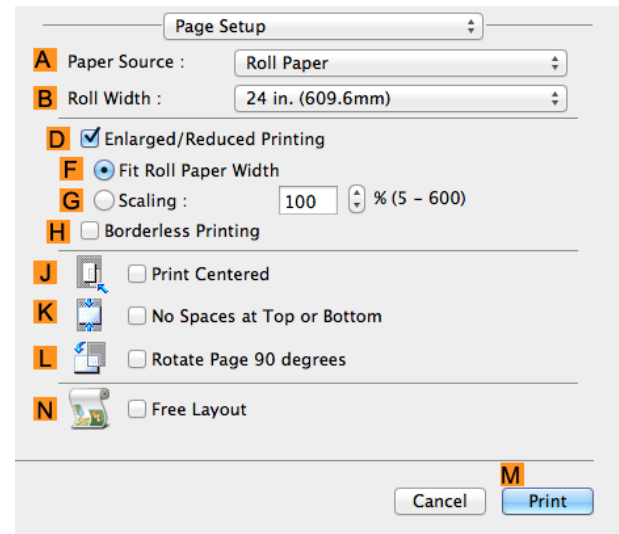 Page Setup
A Paper Source : Roll Paper
B Roll Width : 24 in. (609.6mm)
D Enlarged/Reduced Printing
F Fit Roll Paper Width
G Scaling : 100 % (5 - 600)
H Borderless Printing
J Print Centered
K No Spaces at Top or Bottom
L Rotate Page 90 degrees
N Free Layout
M
Cancel Print